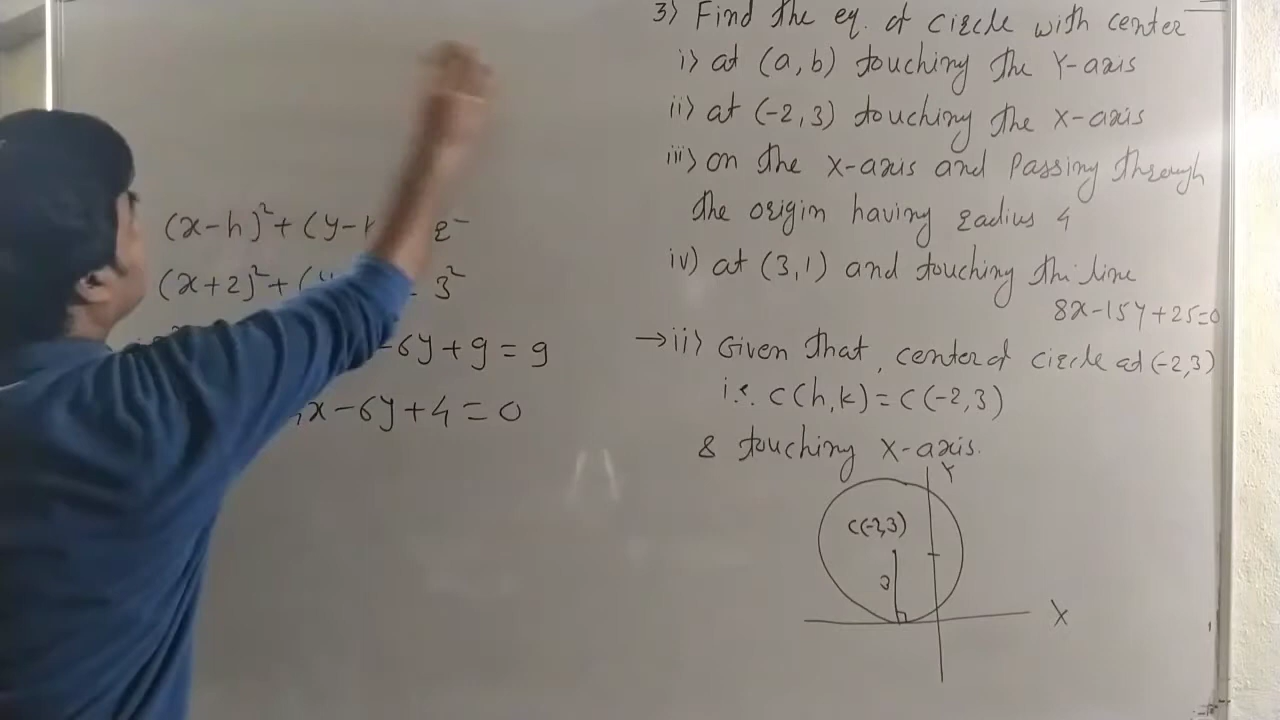 3) Find the eq. of circle with center
i) at (a, b) touching the Y-axis
ii) at (-2, 3) touching the X-axis
iii) on the X-axis and Passing through
the origin having radius 4
iv) at (3, 1) and touching the line
8x-15y+25=0
→ ii) Given that, center of circle at (-2,3)
i.e. C(h,k) = C(-2,3)
& touching X-axis.
Y
C(-2,3)
3
X
(x-h)² + (y-
(x+2)² + ( 3²
-6y+9 = 9
x-6y+4 = 0